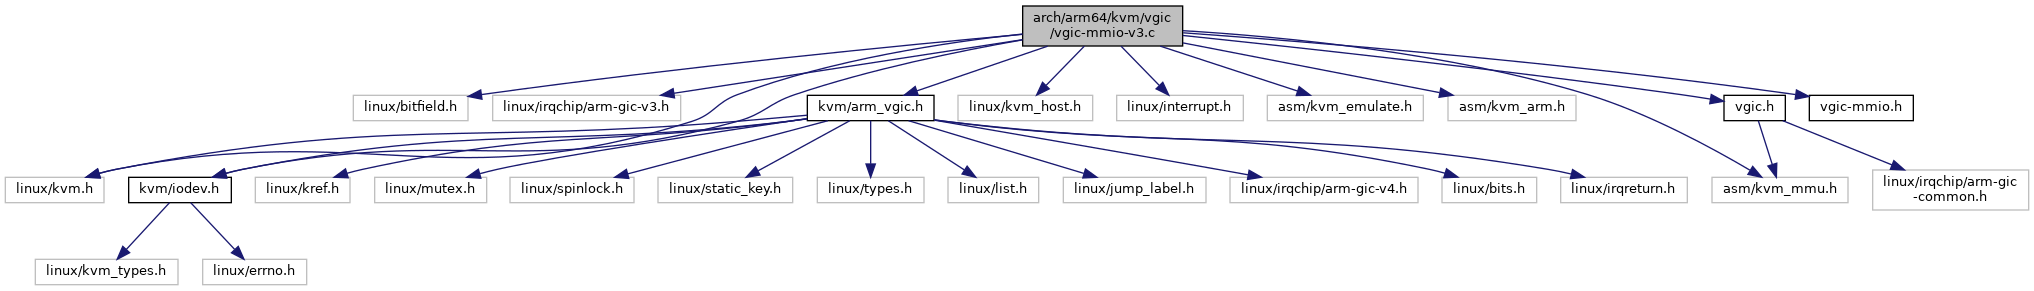 arch/arm64/kvm/vgic
/vgic-mmio-v3.c
linux/bitfield.h
linux/irqchip/arm-gic-v3.h
kvm/arm_vgic.h
linux/kvm_host.h
linux/interrupt.h
asm/kvm_emulate.h
asm/kvm_arm.h
vgic.h
vgic-mmio.h
linux/kvm.h
kvm/iodev.h
linux/kref.h
linux/mutex.h
linux/spinlock.h
linux/static_key.h
linux/types.h
linux/list.h
linux/jump_label.h
linux/irqchip/arm-gic-v4.h
linux/bits.h
linux/irqreturn.h
asm/kvm_mmu.h
linux/irqchip/arm-gic
-common.h
linux/kvm_types.h
linux/errno.h